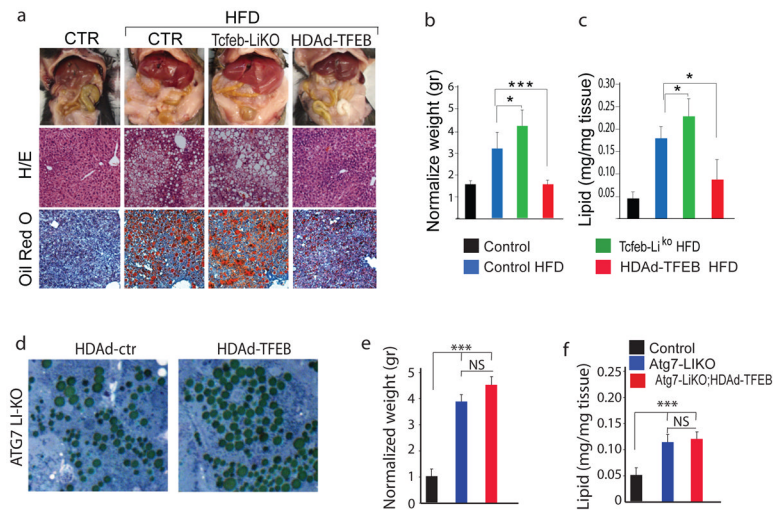 a
HFD
CTR CTR Tcfeb-LiKO HDAd-TFEB
H/E
Oil Red O
b
Normalize weight (gr)
6
5
4
3
2
1
***
*
c
Lipid (mg/mg tissue)
0.30
0.25
0.20
0.15
0.10
0.05
*
*
Control
Control HFD
Tcfeb-Li ko HFD
HDAd-TFEB HFD
d
HDAd-ctr HDAd-TFEB
ATG7 LI-KO
e
Normalized weight (gr)
5
4
3
2
1
0
***
NS
f
Control
Atg7-LIKO
Atg7-LiKO;HDAd-TFEB
Lipid (mg/mg tissue)
0.20
0.15
0.10
0.05
0.00
***
NS